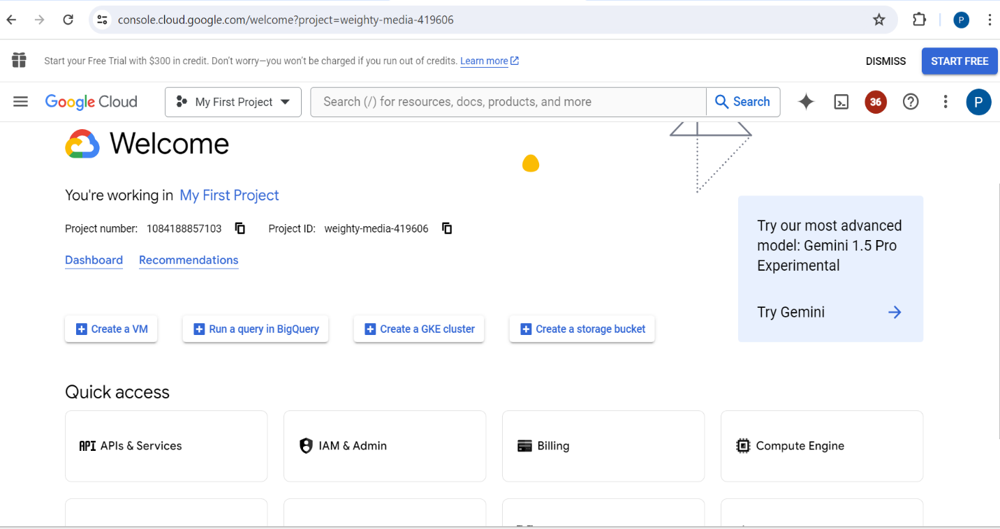 console.cloud.google.com/welcome?project=weighty-media-419606
P
Start your Free Trial with $300 in credit. Don't worry—you won't be charged if you run out of credits. Learn more
DISMISS
START FREE
Google Cloud
My First Project
Search (/) for resources, docs, products, and more
Search
36
P
Welcome
You're working in My First Project
Project number: 1084188857103
Project ID: weighty-media-419606
Dashboard
Recommendations
Try our most advanced
model: Gemini 1.5 Pro
Experimental
Try Gemini
Create a VM
Run a query in BigQuery
Create a GKE cluster
Create a storage bucket
Quick access
API APIs & Services
IAM & Admin
Billing
Compute Engine